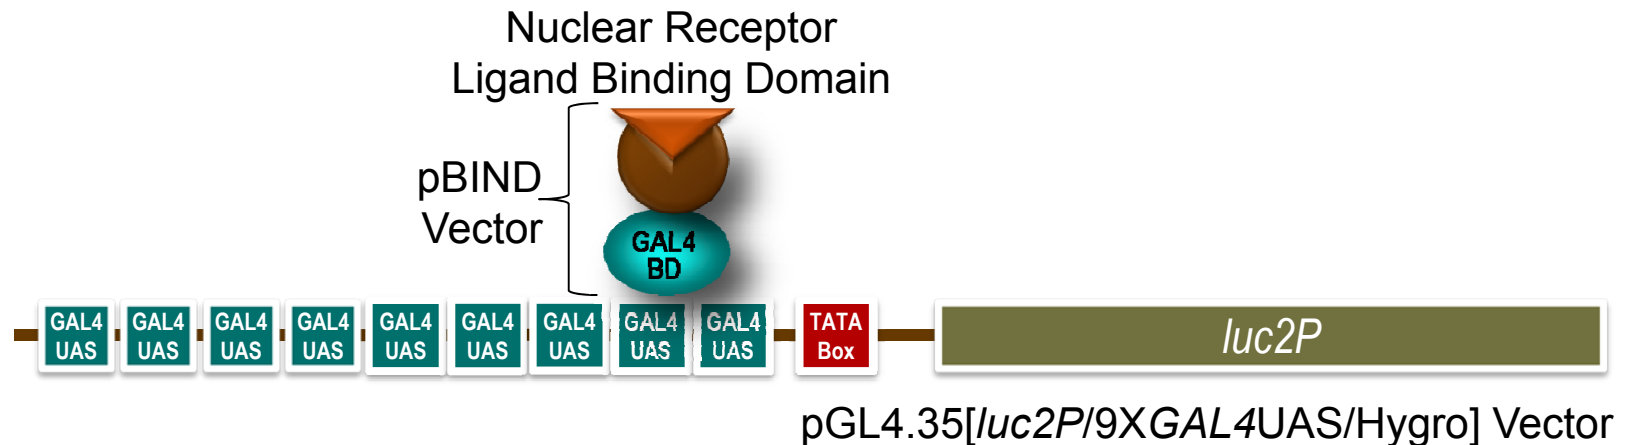 Nuclear Receptor
Ligand Binding Domain
pBIND
Vector
GAL4
BD
GAL4 GAL4 GAL4 GAL4 GAL4 GAL4 GAL4 GAL4 GAL4 TATA
UAS UAS UAS UAS UAS UAS UAS UAS UAS Box
luc2P
pGL4.35[luc2P/9XGAL4UAS/Hygro] Vector